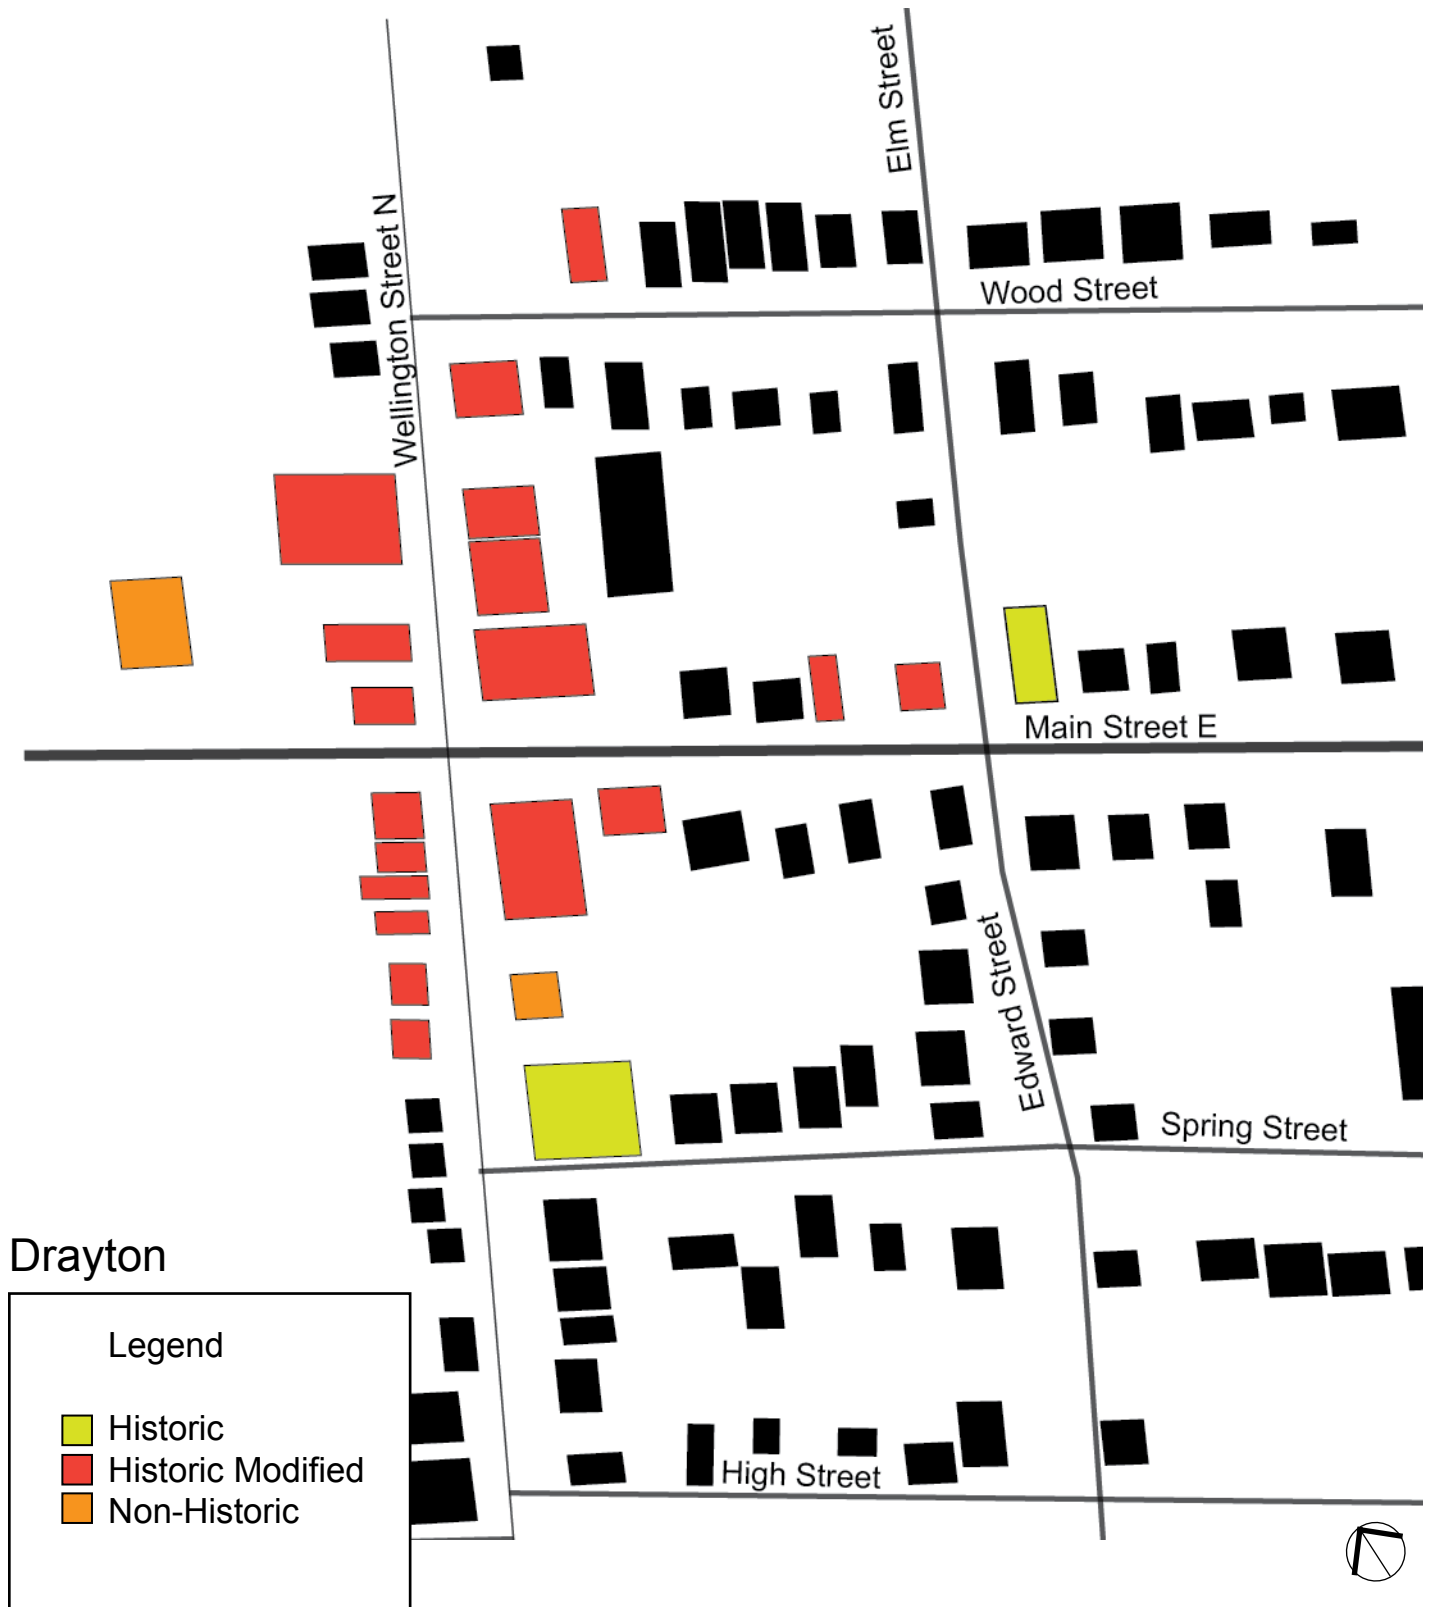 Elm Street
Wellington Street N
Wood Street
Main Street E
Edward Street
Spring Street
Drayton
Legend
Historic
Historic Modified
Non-Historic
High Street